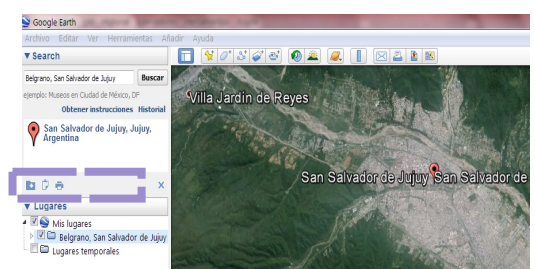 Google Earth
Archivo Editar Ver Herramientas Añadir Ayuda
▼ Search
Belgrano, San Salvador de Jujuy
Buscar
ejemplo: Museos en Ciudad de México, DF
Obtener instrucciones Historial
San Salvador de Jujuy, Jujuy,
Argentina
▼ Lugares
Mis lugares
Belgrano, San Salvador de Jujuy
Lugares temporales
Villa Jardín de Reyes
San Salvador de Jujuy San Salvador de